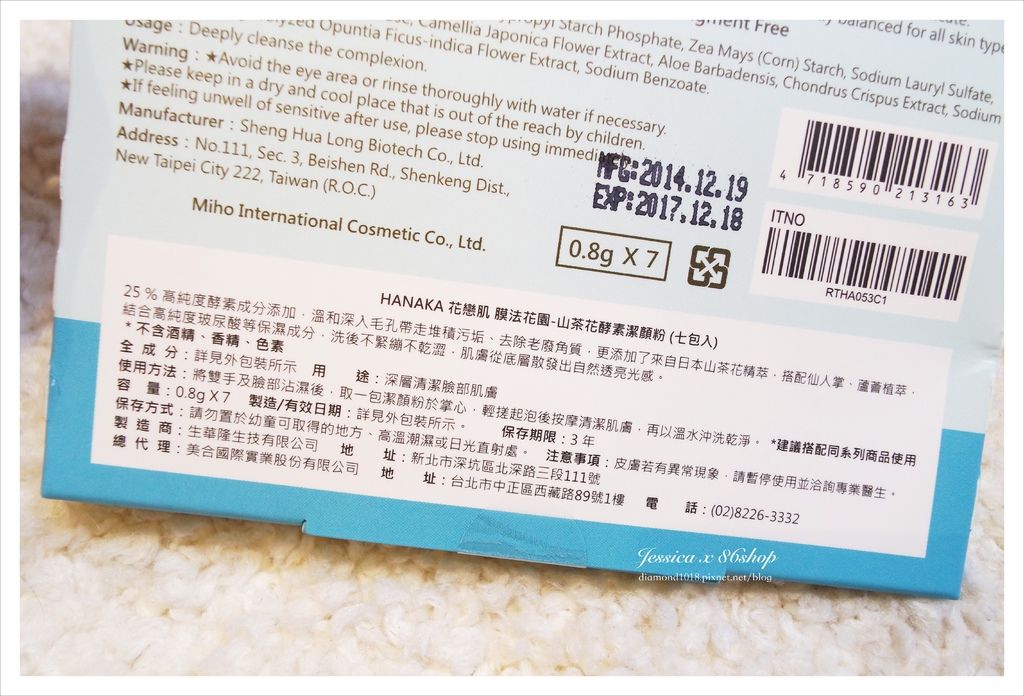 balanced for all skin type
gment Free
Opuntia Ficus-indica Flower Extract, Camellia Japonica Flower Extract, Aloe Barbadensis, Chondrus Crispus Extract, Sodium
Starch Phosphate, Zea Mays (Corn) Starch, Sodium Lauryl Sulfate,
Sodium Benzoate.
Usage : Deeply cleanse the complexion.
Warning : ★Avoid the eye area or rinse thoroughly with water if necessary.
★Please keep in a dry and cool place that is out of the reach by children.
★If feeling unwell of sensitive after use, please stop using immedi
Manufacturer : Sheng Hua Long Biotech Co., Ltd.
Address : No.111, Sec. 3, Beishen Rd., Shenkeng Dist.,
New Taipei City 222, Taiwan (R.O.C.)
Miho International Cosmetic Co., Ltd.
MFG:2014.12.19
EXP:2017.12.18
0.8g X 7
4 718590 213163
ITNO
RTHA053C1
HANAKA 花戀肌 膜法花園-山茶花酵素潔顏粉 (七包入)
25 % 高純度酵素成分添加，溫和深入毛孔帶走堆積污垢、去除老廢角質，更添加了來自日本山茶花精萃，搭配仙人掌、蘆薈植萃，
結合高純度玻尿酸等保濕成分，洗後不緊繃不乾澀，肌膚從底層散發出自然透亮光感。
* 不含酒精、香精、色素
全 成 分：詳見外包裝所示 用 途：深層清潔臉部肌膚
使用方法：將雙手及臉部沾濕後，取一包潔顏粉於掌心，輕搓起泡後按摩清潔肌膚，再以溫水沖洗乾淨。 *建議搭配同系列商品使用
容 量：0.8g X 7 製造/有效日期：詳見外包裝所示。 保存期限：3 年
保存方式：請勿置於幼童可取得的地方、高溫潮濕或日光直射處。 注意事項：皮膚若有異常現象，請暫停使用並洽詢專業醫生。
製 造 商：生華隆生技有限公司 地 址：新北市深坑區北深路三段111號
總 代 理：美合國際實業股份有限公司 地 址：台北市中正區西藏路89號1樓 電 話：(02)8226-3332
Jessica x 86shop
diamond1018.pixnet.net/blog